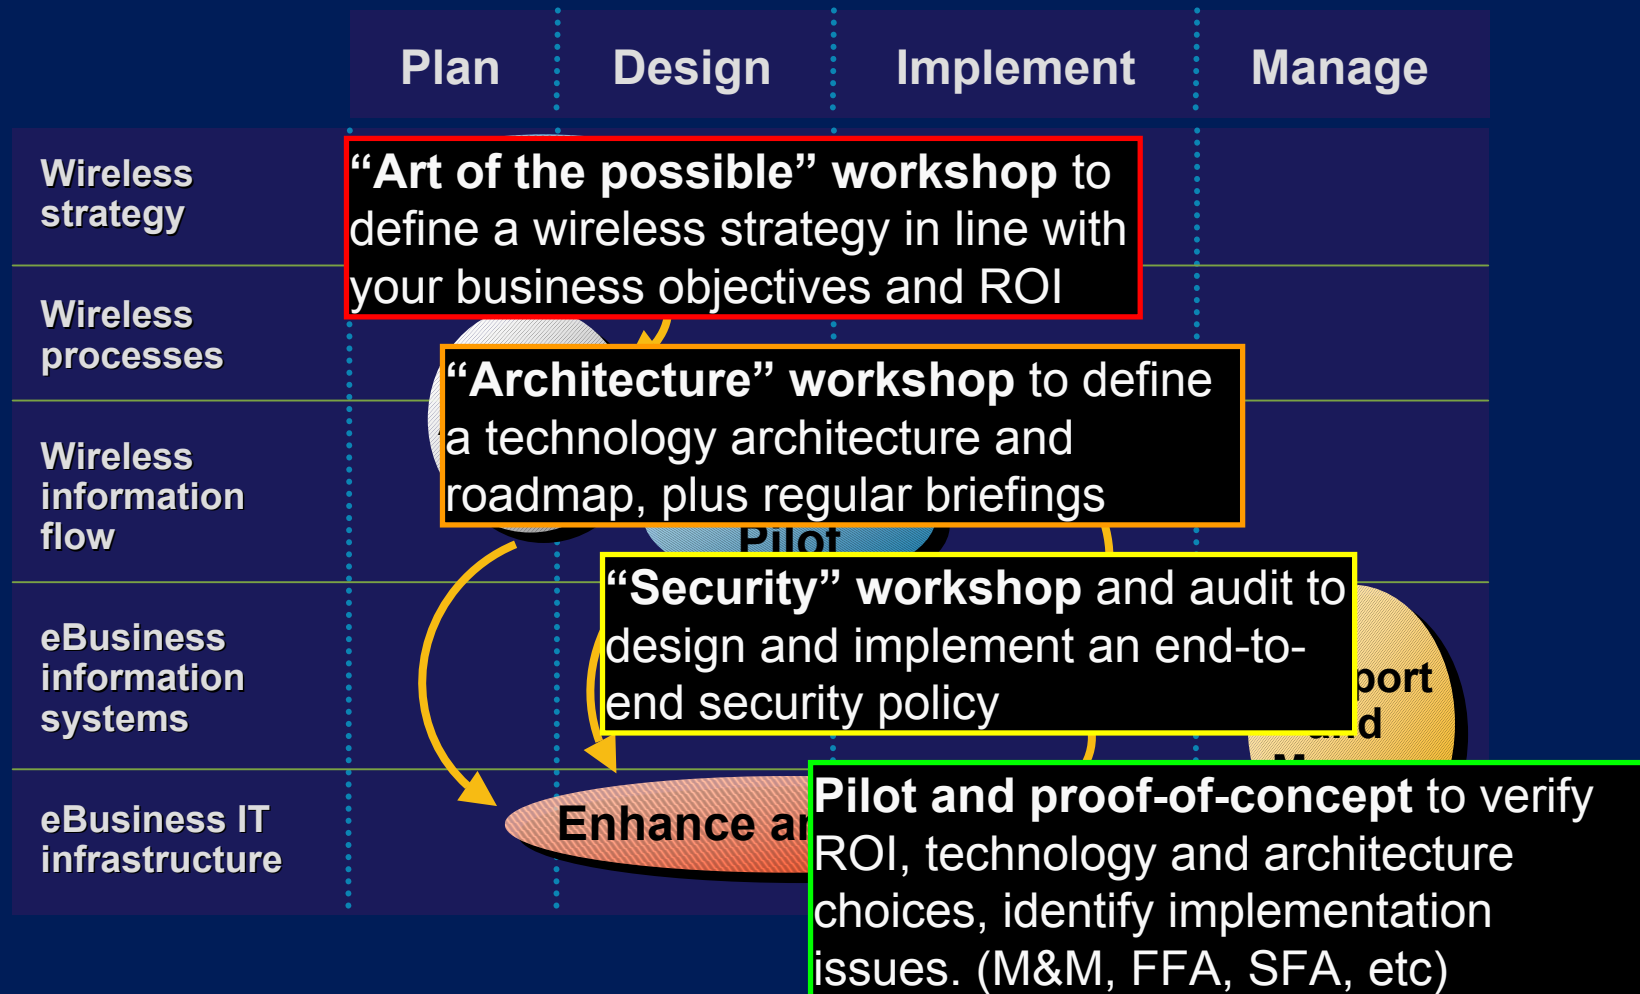 Plan Design Implement Manage
Wireless
strategy
“Art of the possible” workshop to
define a wireless strategy in line with
your business objectives and ROI
Wireless
processes
“Architecture” workshop to define
a technology architecture and
roadmap, plus regular briefings
Wireless
information
flow
Pilot
“Security” workshop and audit to
design and implement an end-to-
end security policy
eBusiness
information
systems
port
and
eBusiness IT
infrastructure
Enhance
Pilot and proof-of-concept to verify
ROI, technology and architecture
choices, identify implementation
issues. (M&M, FFA, SFA, etc)